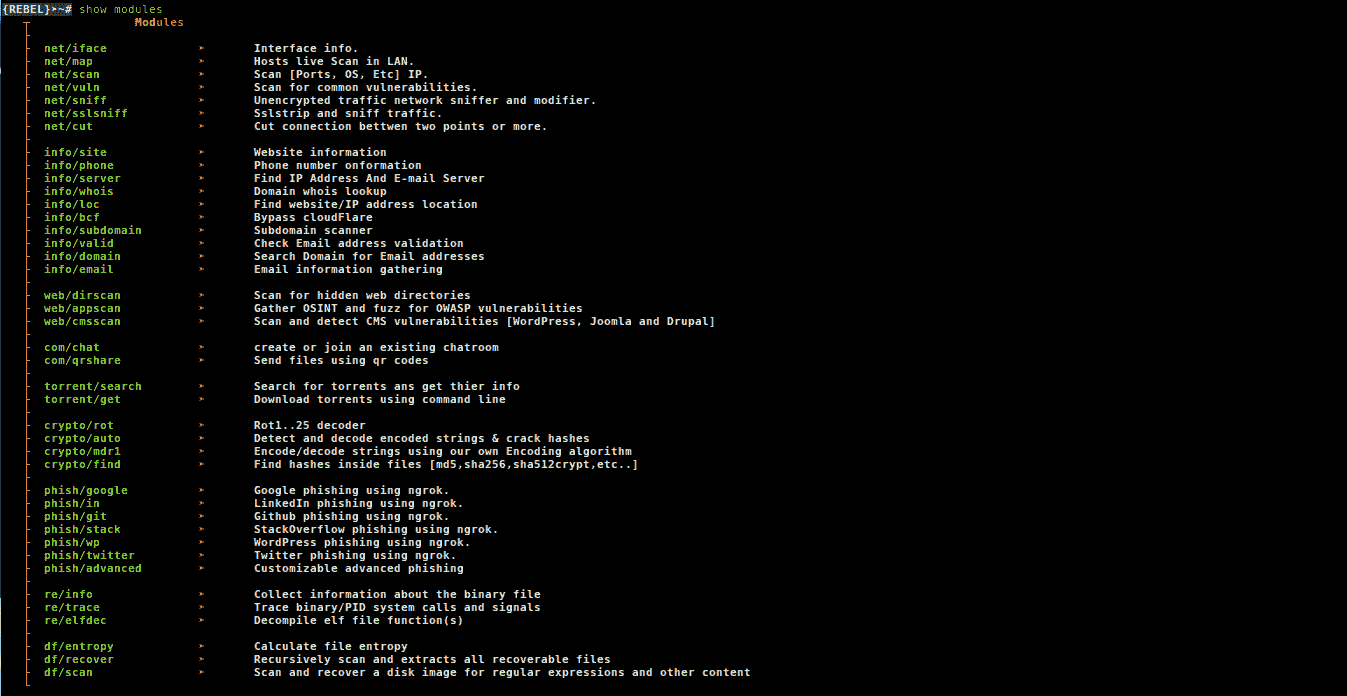 {REBEL}➤~# show modules
Modules
net/iface ➤ Interface info.
net/map ➤ Hosts live Scan in LAN.
net/scan ➤ Scan [Ports, OS, Etc] IP.
net/vuln ➤ Scan for common vulnerabilities.
net/sniff ➤ Unencrypted traffic network sniffer and modifier.
net/sslsniff ➤ Sslstrip and sniff traffic.
net/cut ➤ Cut connection bettwen two points or more.
info/site ➤ Website information
info/phone ➤ Phone number onformation
info/server ➤ Find IP Address And E-mail Server
info/whois ➤ Domain whois lookup
info/loc ➤ Find website/IP address location
info/bcf ➤ Bypass cloudFlare
info/subdomain ➤ Subdomain scanner
info/valid ➤ Check Email address validation
info/domain ➤ Search Domain for Email addresses
info/email ➤ Email information gathering
web/dirscan ➤ Scan for hidden web directories
web/appscan ➤ Gather OSINT and fuzz for OWASP vulnerabilities
web/cmsscan ➤ Scan and detect CMS vulnerabilities [WordPress, Joomla and Drupal]
com/chat ➤ create or join an existing chatroom
com/qrshare ➤ Send files using qr codes
torrent/search ➤ Search for torrents ans get thier info
torrent/get ➤ Download torrents using command line
crypto/rot ➤ Rot1..25 decoder
crypto/auto ➤ Detect and decode encoded strings & crack hashes
crypto/mdr1 ➤ Encode/decode strings using our own Encoding algorithm
crypto/find ➤ Find hashes inside files [md5,sha256,sha512crypt,etc..]
phish/google ➤ Google phishing using ngrok.
phish/in ➤ LinkedIn phishing using ngrok.
phish/git ➤ Github phishing using ngrok.
phish/stack ➤ StackOverflow phishing using ngrok.
phish/wp ➤ WordPress phishing using ngrok.
phish/twitter ➤ Twitter phishing using ngrok.
phish/advanced ➤ Customizable advanced phishing
re/info ➤ Collect information about the binary file
re/trace ➤ Trace binary/PID system calls and signals
re/elfdec ➤ Decompile elf file function(s)
df/entropy ➤ Calculate file entropy
df/recover ➤ Recursively scan and extracts all recoverable files
df/scan ➤ Scan and recover a disk image for regular expressions and other content